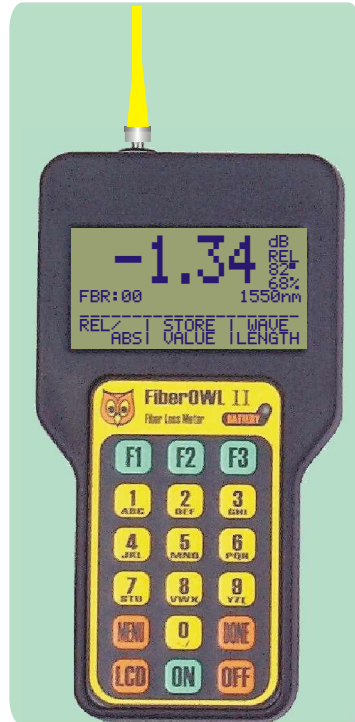 -1.34 dB
REL
82°
68%
FBR:00 1550nm
REL/ | STORE | WAVE
ABS| VALUE |LENGTH
FiberOWL II
Fiber Loss Meter BATTERY
F1 F2 F3
1 2 3
ABC DEF GHI
4 5 6
JKL MNO PQR
7 8 9
STU VWX YZ
MENU 0 DONE
LCD ON OFF